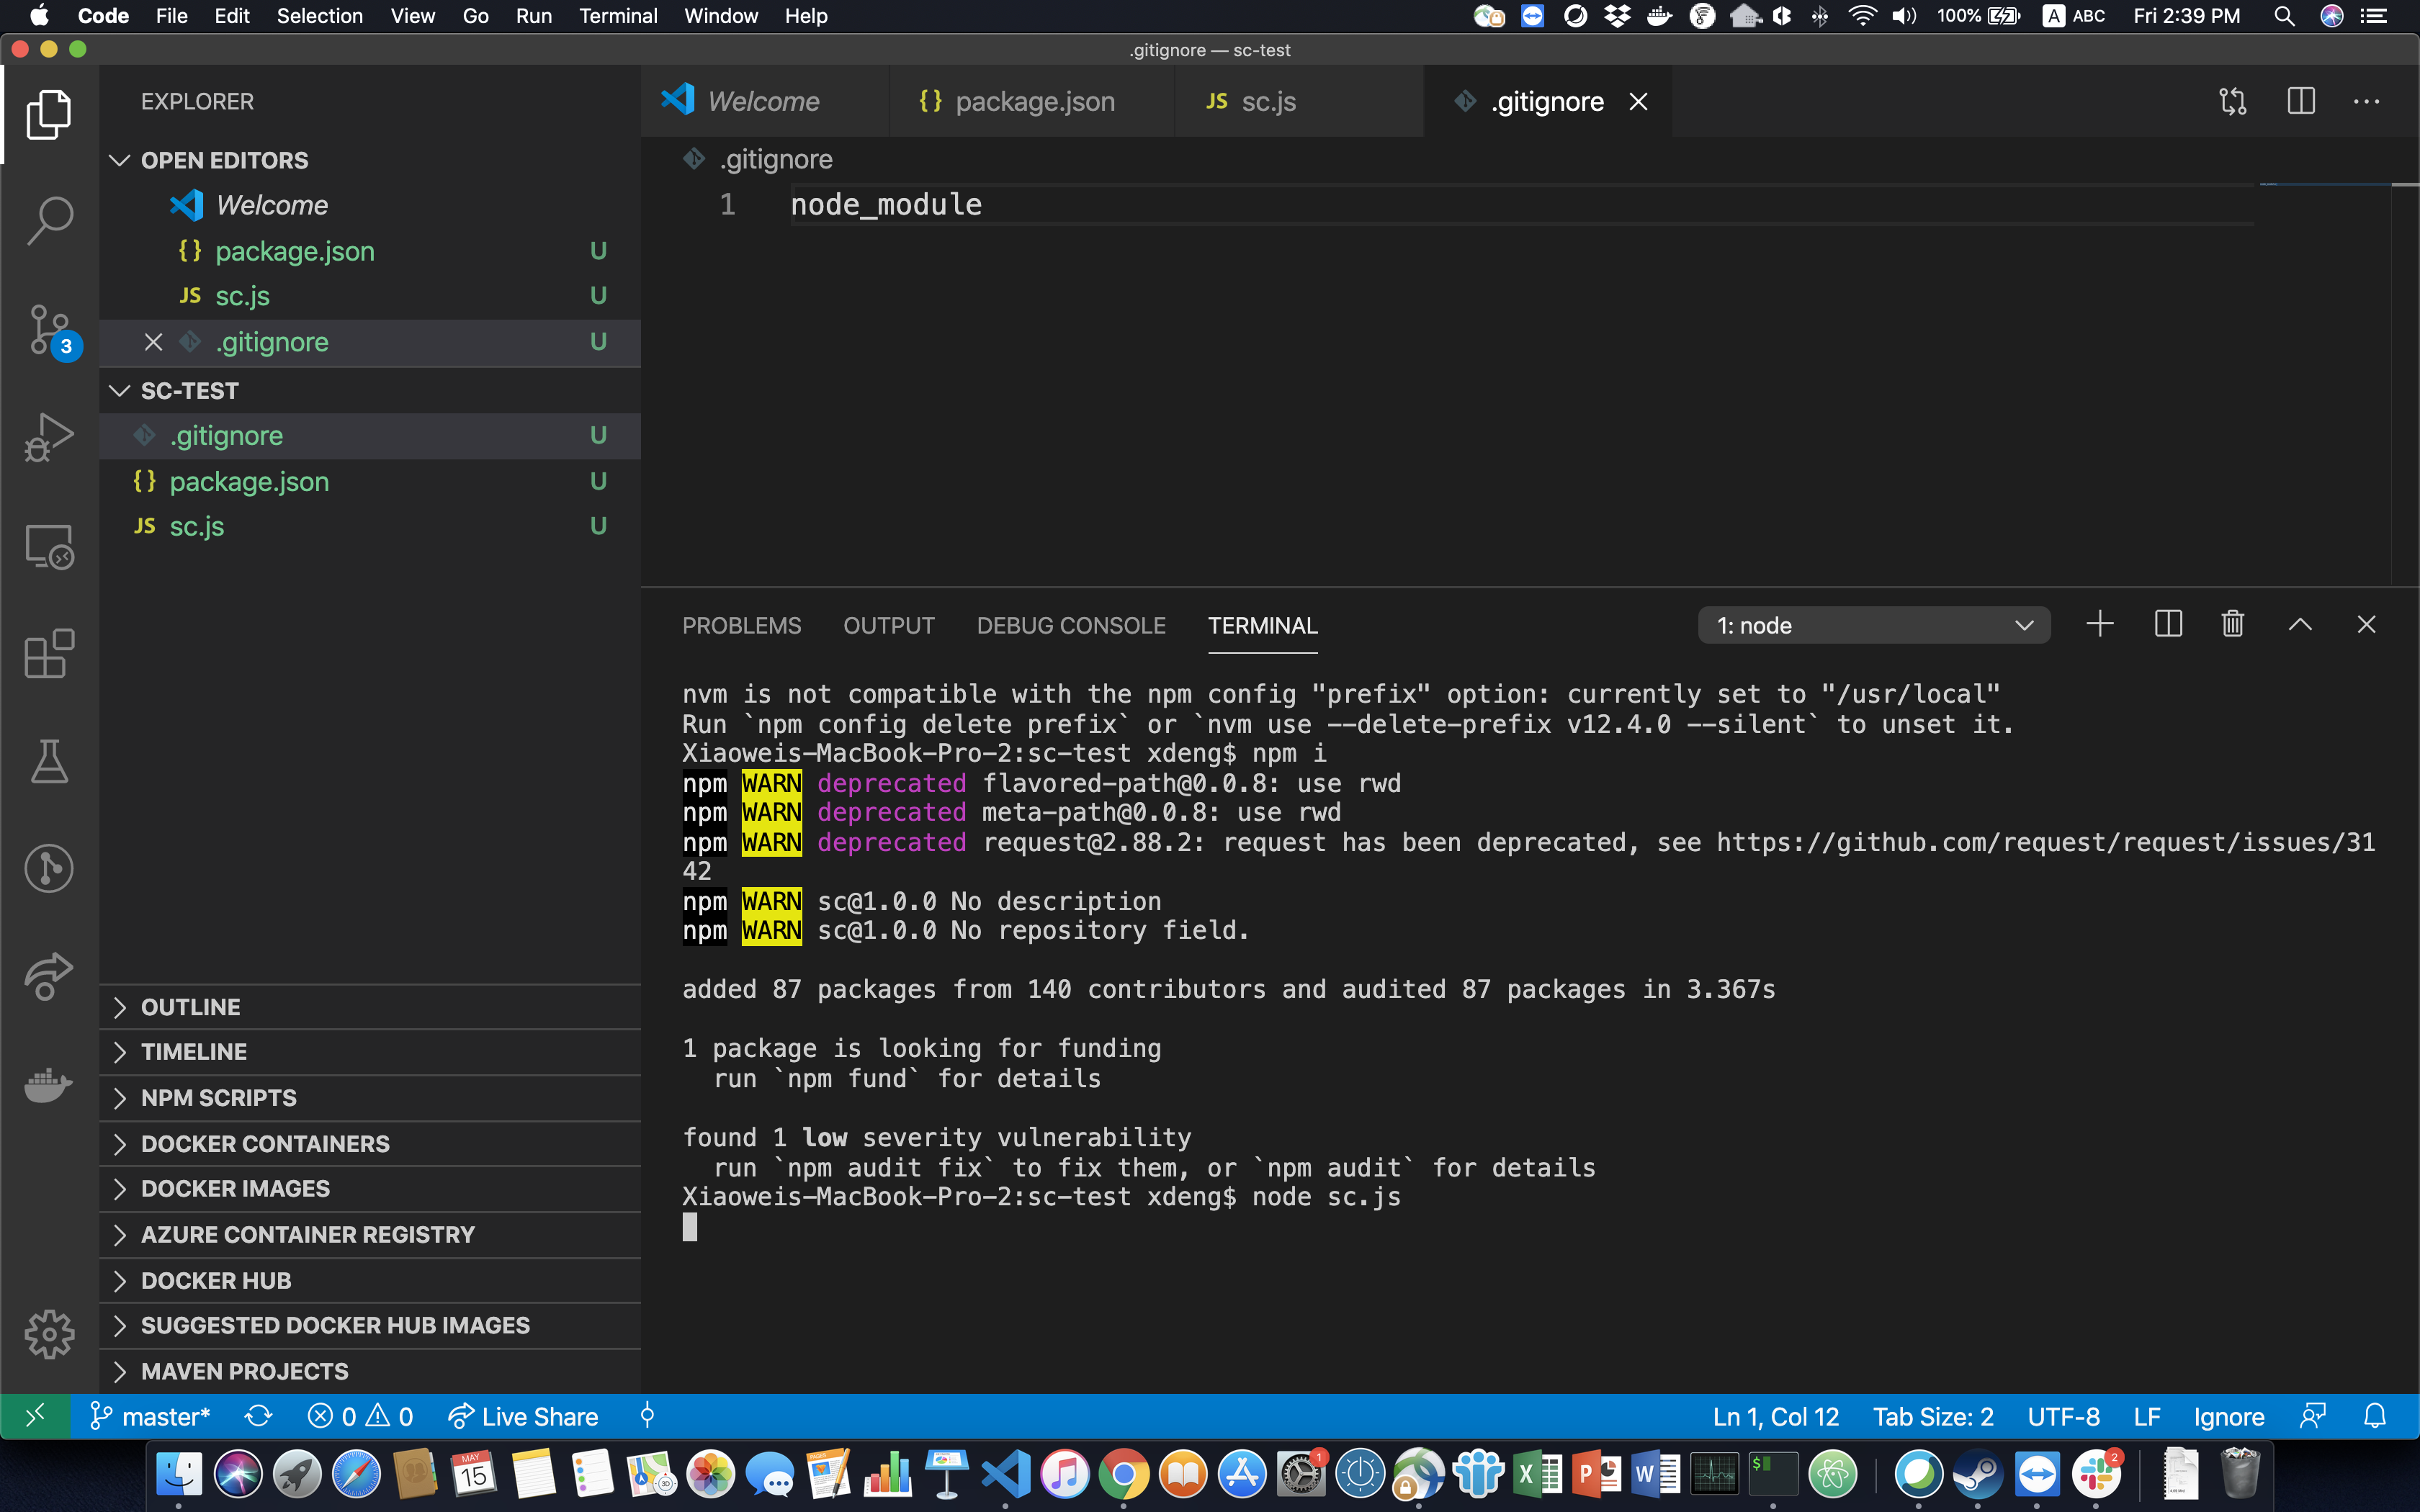 Code File Edit Selection View Go Run Terminal Window Help 100% A ABC Fri 2:39 PM
.gitignore — sc-test
EXPLORER
Welcome
{} package.json
JS sc.js
.gitignore
OPEN EDITORS
Welcome
{} package.json U
JS sc.js U
.gitignore U
3
SC-TEST
.gitignore U
{} package.json U
JS sc.js U
OUTLINE
TIMELINE
NPM SCRIPTS
DOCKER CONTAINERS
DOCKER IMAGES
AZURE CONTAINER REGISTRY
DOCKER HUB
SUGGESTED DOCKER HUB IMAGES
MAVEN PROJECTS
.gitignore
1 node_module
PROBLEMS OUTPUT DEBUG CONSOLE TERMINAL 1: node
nvm is not compatible with the npm config "prefix" option: currently set to "/usr/local"
Run `npm config delete prefix` or `nvm use --delete-prefix v12.4.0 --silent` to unset it.
Xiaoweis-MacBook-Pro-2:sc-test xdeng$ npm i
npm WARN deprecated flavored-path@0.0.8: use rwd
npm WARN deprecated meta-path@0.0.8: use rwd
npm WARN deprecated request@2.88.2: request has been deprecated, see https://github.com/request/request/issues/31
42
npm WARN sc@1.0.0 No description
npm WARN sc@1.0.0 No repository field.
added 87 packages from 140 contributors and audited 87 packages in 3.367s
1 package is looking for funding
run `npm fund` for details
found 1 low severity vulnerability
run `npm audit fix` to fix them, or `npm audit` for details
Xiaoweis-MacBook-Pro-2:sc-test xdeng$ node sc.js
master* 0 0 Live Share Ln 1, Col 12 Tab Size: 2 UTF-8 LF Ignore
MAY
15
1
X
P
W
$
2